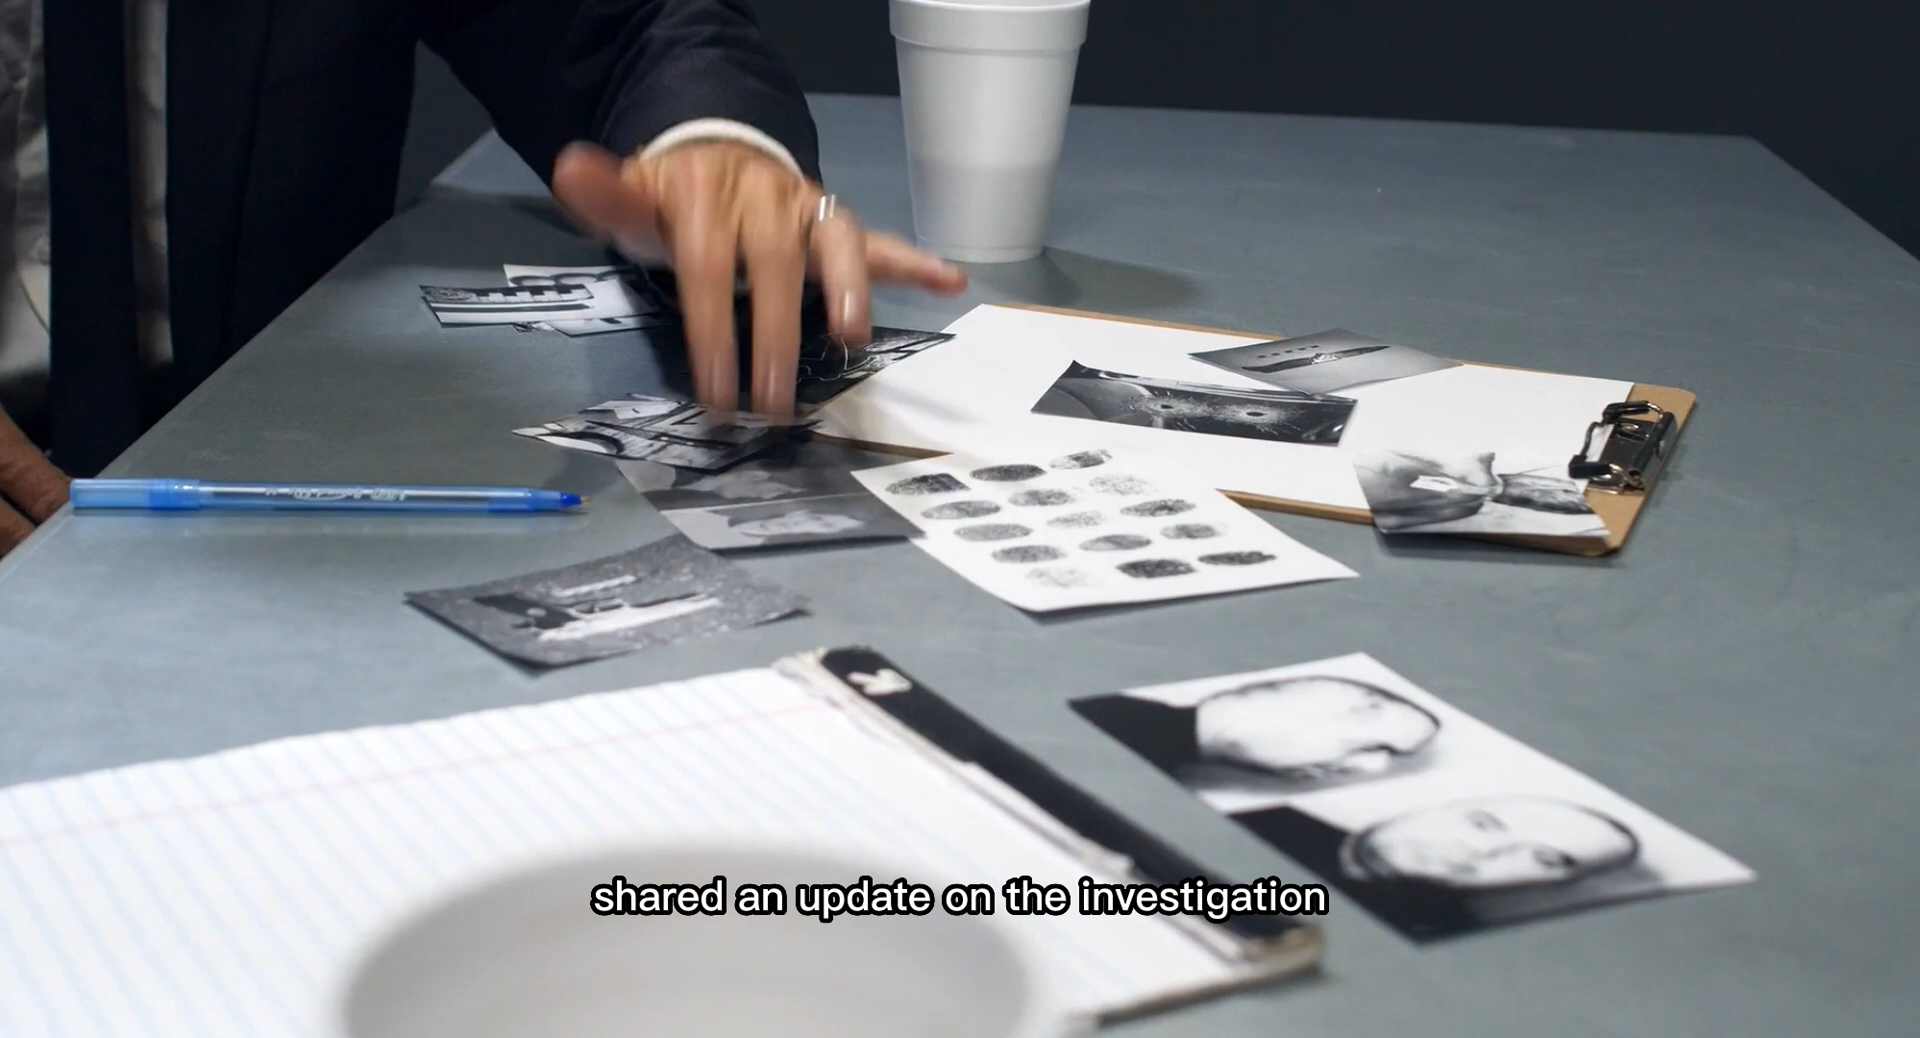 shared an update on the investigation